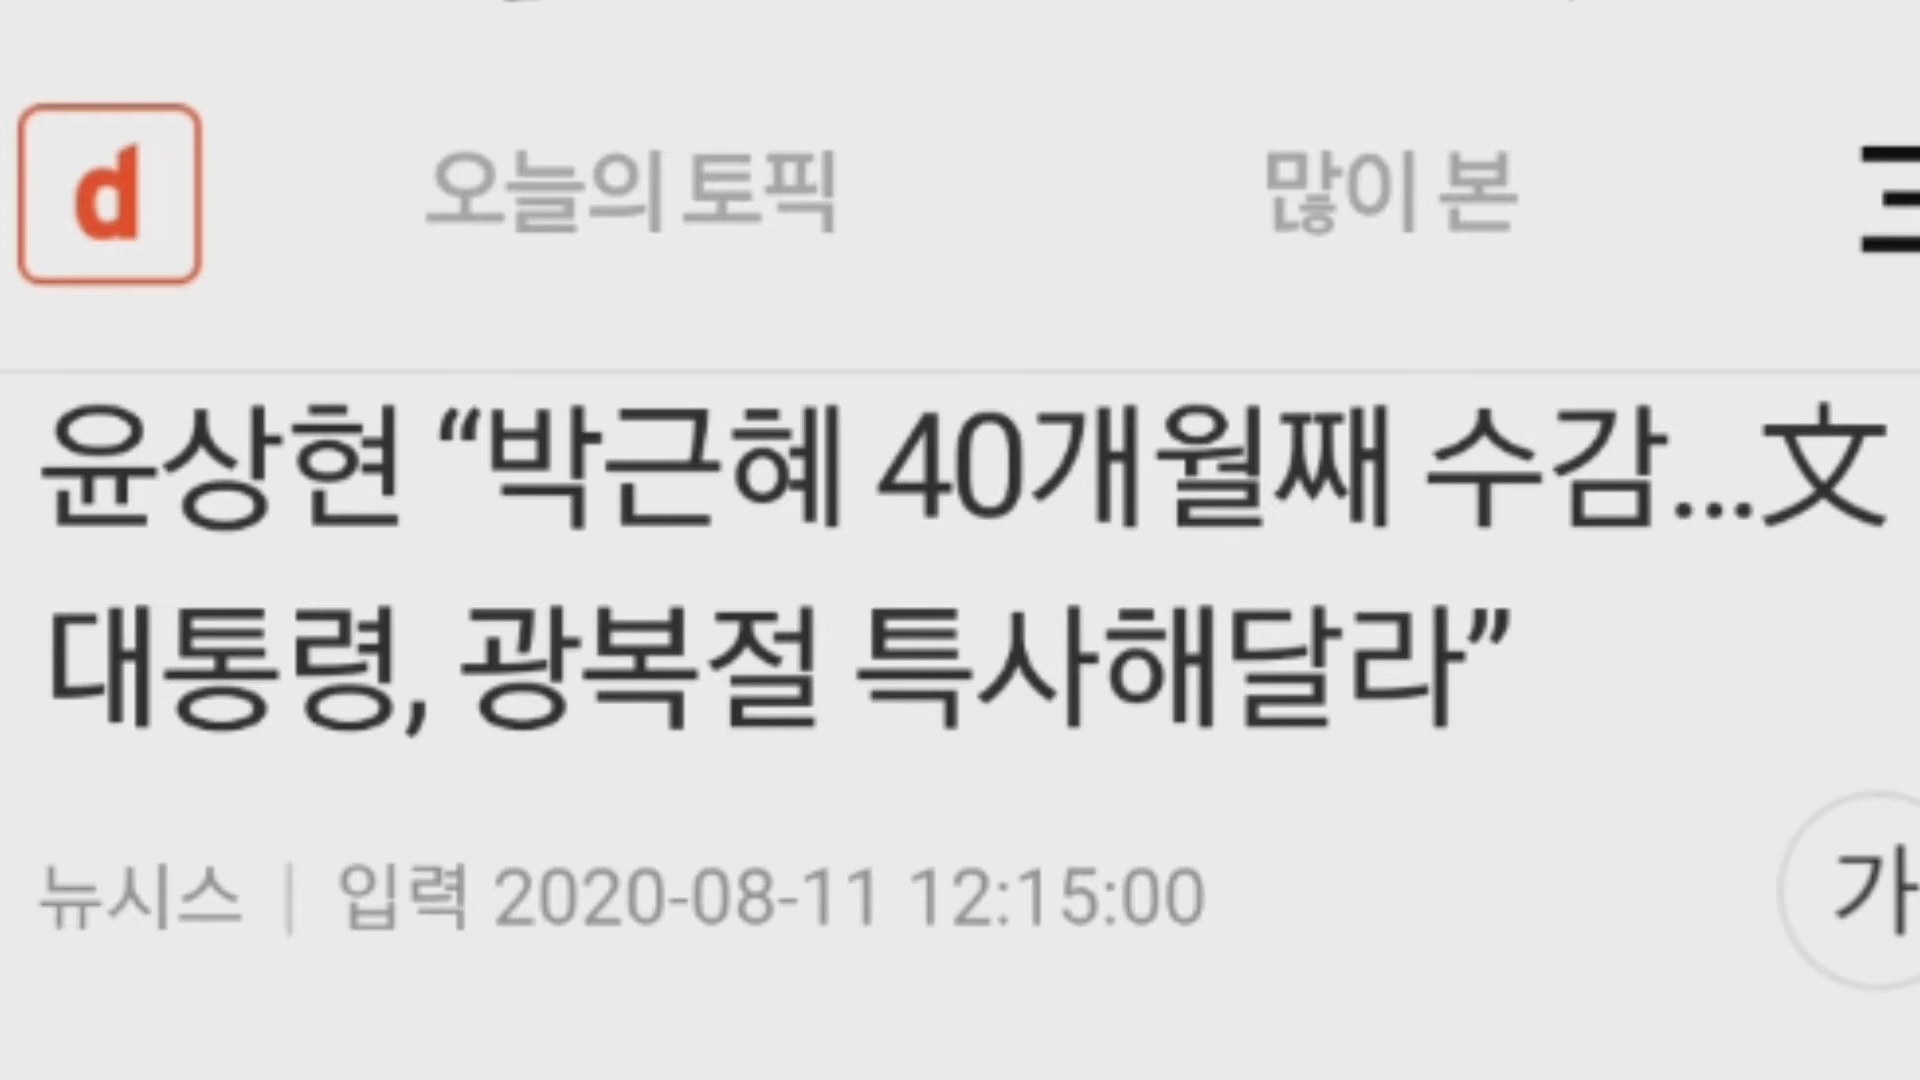 d 오늘의 토픽 많이 본
윤상현 “박근혜 40개월째 수감…文
대통령, 광복절 특사해달라”
뉴시스 | 입력 2020-08-11 12:15:00
가